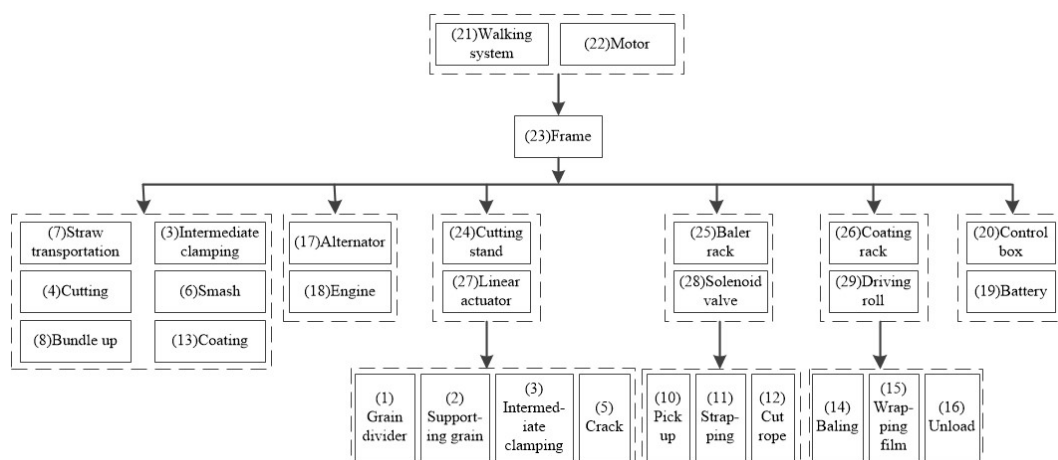 (21)Walking
system
(22)Motor
(23)Frame
(7)Straw
transportation
(3)Intermediate
clamping
(4)Cutting
(6)Smash
(8)Bundle up
(13)Coating
(17)Alternator
(18)Engine
(24)Cutting
stand
(27)Linear
actuator
(25)Baler
rack
(28)Solenoid
valve
(26)Coating
rack
(29)Driving
roll
(20)Control
box
(19)Battery
(1)
Grain
divider
(2)
Support-
ing grain
(3)
Intermed-
iate
clamping
(5)
Crack
(10)
Pick
up
(11)
Strap-
ping
(12)
Cut
rope
(14)
Baling
(15)
Wrap-
ping
film
(16)
Unload